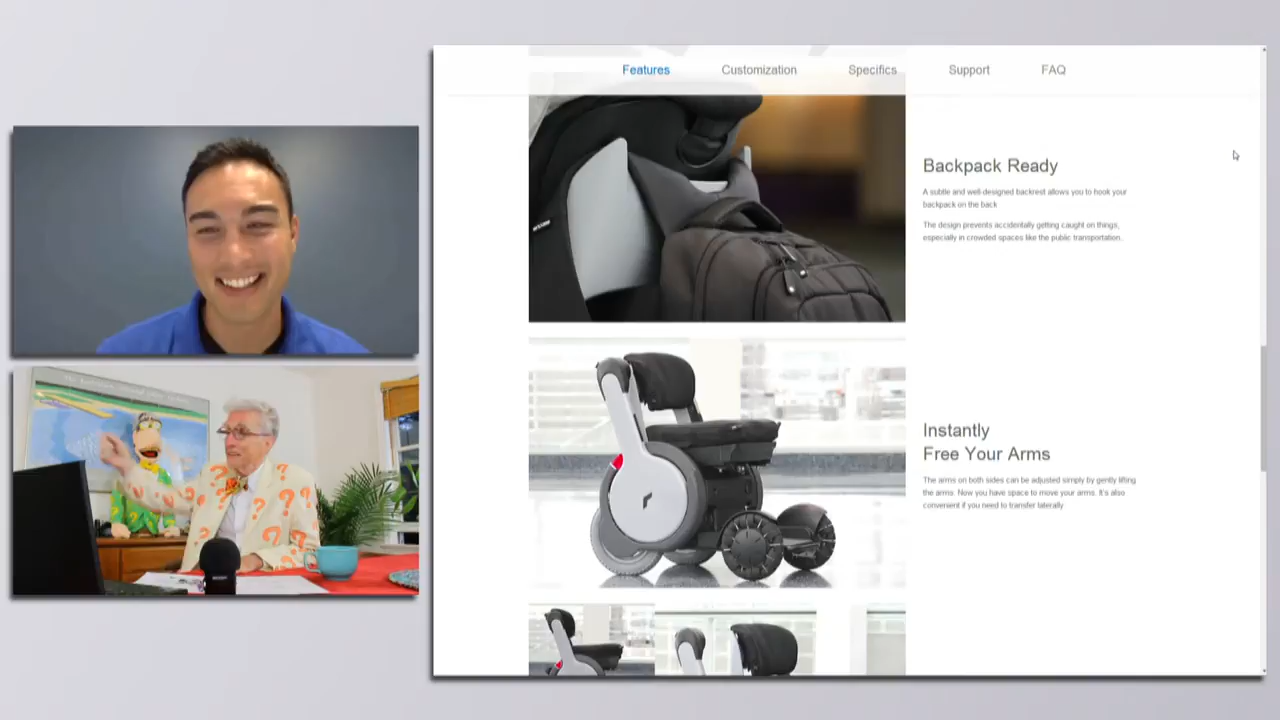 Features
Customization
Specifics
Support
FAQ
Backpack Ready
A subtle and well-designed backrest allows you to hook your
backpack on the back
The design prevents accidentally getting caught on things,
especially in crowded spaces like the public transportation.
Instantly
Free Your Arms
The arms on both sides can be adjusted simply by gently lifting
the arms. Now you have space to move your arms. It's also
convenient if you need to transfer laterally